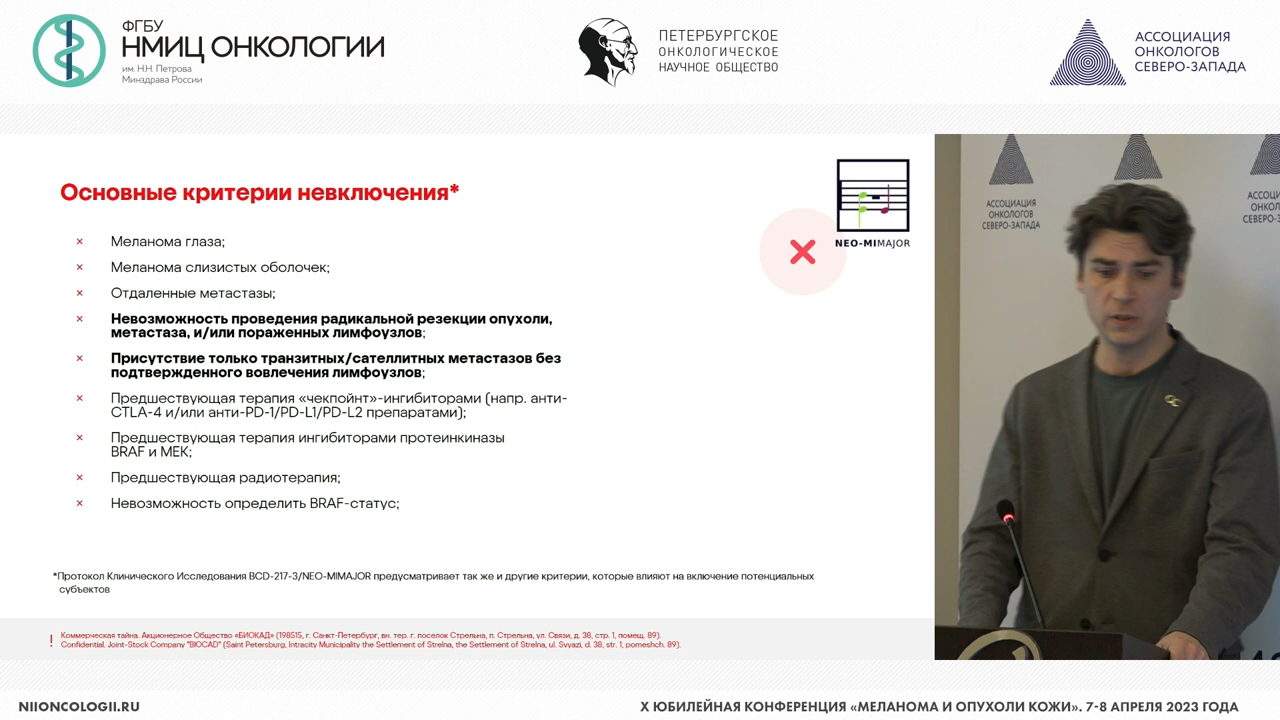 ФГБУ
НМИЦ ОНКОЛОГИИ
им. Н.Н. Петрова
Минздрава России
ПЕТЕРБУРГСКОЕ
ОНКОЛОГИЧЕСКОЕ
НАУЧНОЕ ОБЩЕСТВО
АССОЦИАЦИЯ
ОНКОЛОГОВ
СЕВЕРО-ЗАПАДА
Основные критерии невключения*
NEO-MIMAJOR
× Меланома глаза;
× Меланома слизистых оболочек;
× Отдаленные метастазы;
× Невозможность проведения радикальной резекции опухоли,
метастаза, и/или пораженных лимфоузлов;
× Присутствие только транзитных/сателлитных метастазов без
подтвержденного вовлечения лимфоузлов;
× Предшествующая терапия «чекпойнт»-ингибиторами (напр. анти-
CTLA-4 и/или анти-PD-1/PD-L1/PD-L2 препаратами);
× Предшествующая терапия ингибиторами протеинкиназы
BRAF и MEK;
× Предшествующая радиотерапия;
× Невозможность определить BRAF-статус;
*Протокол Клинического Исследования BCD-217-3/NEO-MIMAJOR предусматривает так же и другие критерии, которые влияют на включение потенциальных
субъектов
! Коммерческая тайна. Акционерное Общество «БИОКАД» (198515, г. Санкт-Петербург, вн. тер. г. поселок Стрельна, п. Стрельна, ул. Связи, д. 38, стр. 1, помещ. 89).
Confidential. Joint-Stock Company "BIOCAD" (Saint Petersburg, Intracity Municipality the Settlement of Strelna, the Settlement of Strelna, ul. Svyazi, d. 38, str. 1, pomeshch. 89).
АССОЦИАЦИЯ
ОНКОЛОГОВ
СЕВЕРО-ЗАПАДА
NIIONCOLOGII.RU
X ЮБИЛЕЙНАЯ КОНФЕРЕНЦИЯ «МЕЛАНОМА И ОПУХОЛИ КОЖИ». 7-8 АПРЕЛЯ 2023 ГОДА